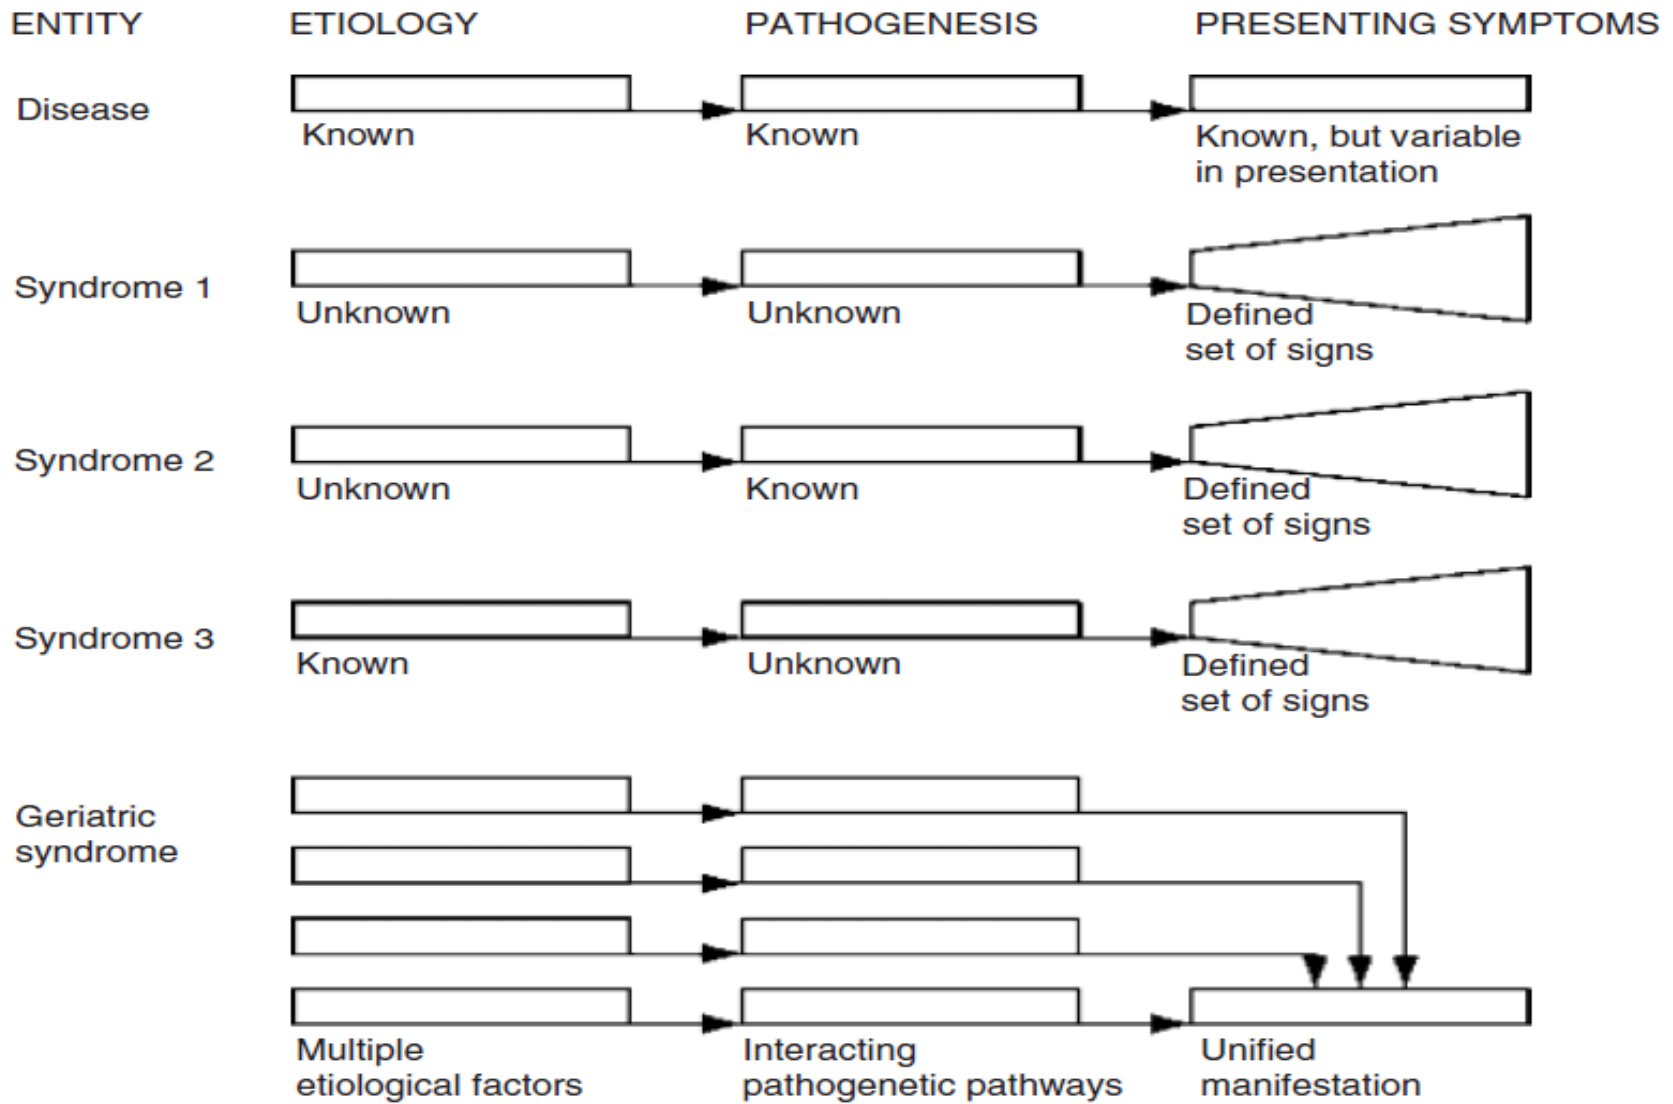 ENTITY ETIOLOGY PATHOGENESIS PRESENTING SYMPTOMS
Disease
Known Known Known, but variable
in presentation
Syndrome 1
Unknown Unknown Defined
set of signs
Syndrome 2
Unknown Known Defined
set of signs
Syndrome 3
Known Unknown Defined
set of signs
Geriatric
syndrome
Multiple Interacting Unified
etiological factors pathogenetic pathways manifestation